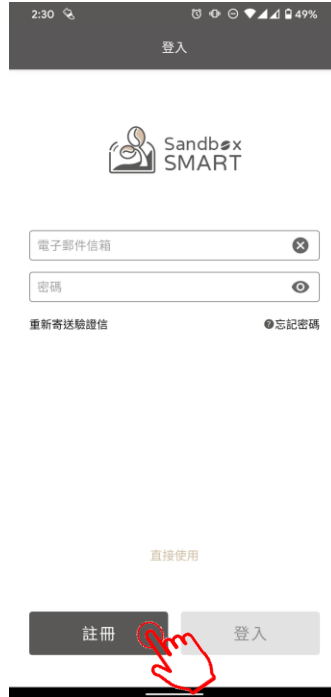 2:30
49%
登入
Sandbox
SMART
電子郵件信箱
密碼
重新寄送驗證信
?忘記密碼
直接使用
註冊
登入